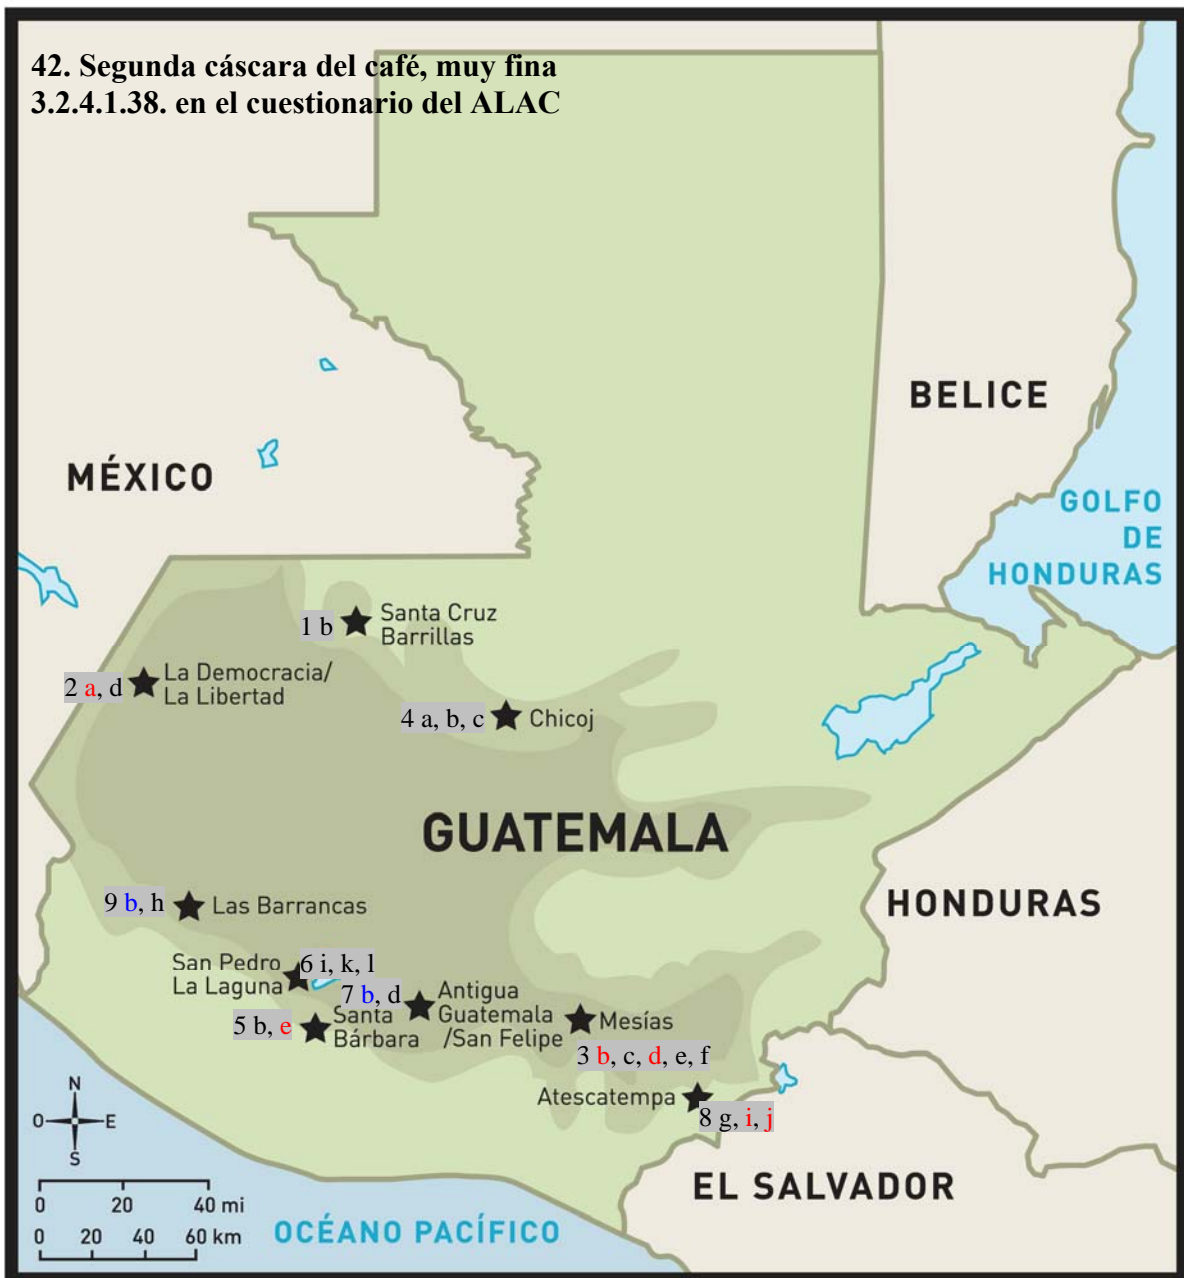 42. Segunda cáscara del café, muy fina
3.2.4.1.38. en el cuestionario del ALAC
BELICE
MÉXICO
GOLFO
DE
HONDURAS
1 b
Santa Cruz
Barrillas
2 a, d
La Democracia/
La Libertad
4 a, b, c
Chicoj
GUATEMALA
HONDURAS
9 b, h
Las Barrancas
San Pedro
La Laguna
6 i, k, l
7 b, d
Antigua
Guatemala
/San Felipe
5 b, e
Santa
Bárbara
Mesías
3 b, c, d, e, f
Atescatempa
8 g, i, j
N
O
E
S
0 20 40 mi
0 20 40 60 km
OCÉANO PACÍFICO
EL SALVADOR